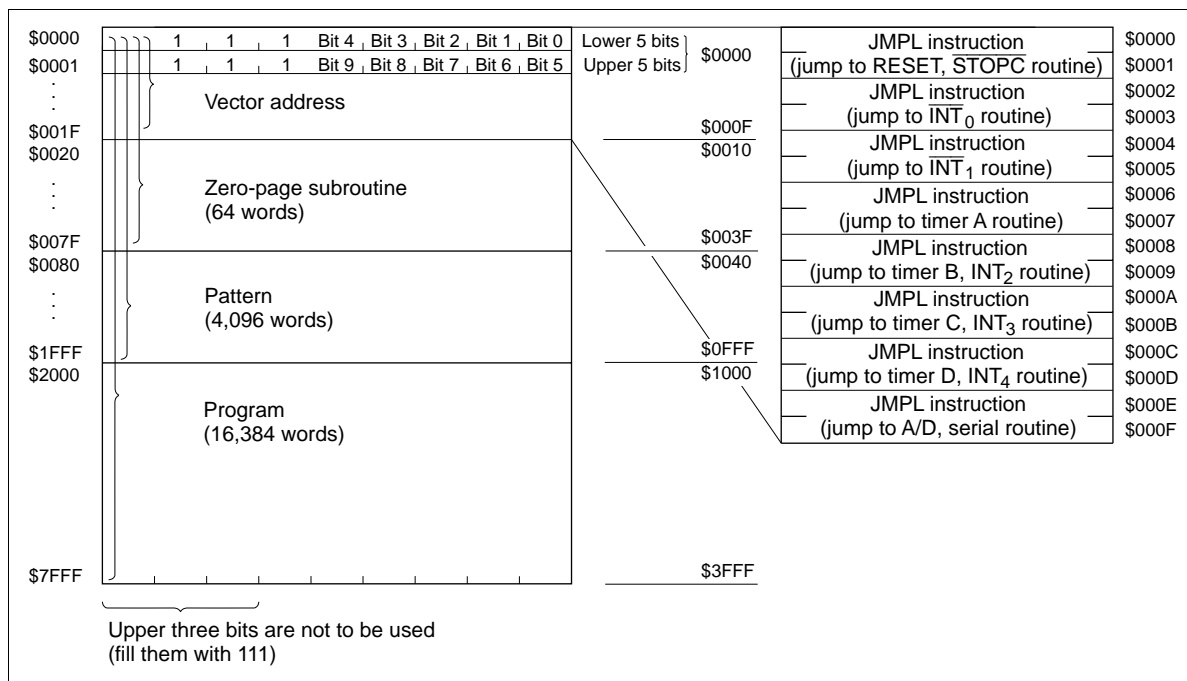 $0000
1 1 1 Bit 4 Bit 3 Bit 2 Bit 1 Bit 0
Lower 5 bits
$0001
1 1 1 Bit 9 Bit 8 Bit 7 Bit 6 Bit 5
Upper 5 bits
$0000
Vector address
$001F
$000F
$0020
$0010
Zero-page subroutine
(64 words)
$007F
$003F
$0080
$0040
Pattern
(4,096 words)
$1FFF
$0FFF
$2000
$1000
Program
(16,384 words)
$7FFF
$3FFF
Upper three bits are not to be used
(fill them with 111)
JMPL instruction $0000
(jump to RESET, STOPC routine) $0001
JMPL instruction $0002
(jump to INT0 routine) $0003
JMPL instruction $0004
(jump to INT1 routine) $0005
JMPL instruction $0006
(jump to timer A routine) $0007
JMPL instruction $0008
(jump to timer B, INT2 routine) $0009
JMPL instruction $000A
(jump to timer C, INT3 routine) $000B
JMPL instruction $000C
(jump to timer D, INT4 routine) $000D
JMPL instruction $000E
(jump to A/D, serial routine) $000F